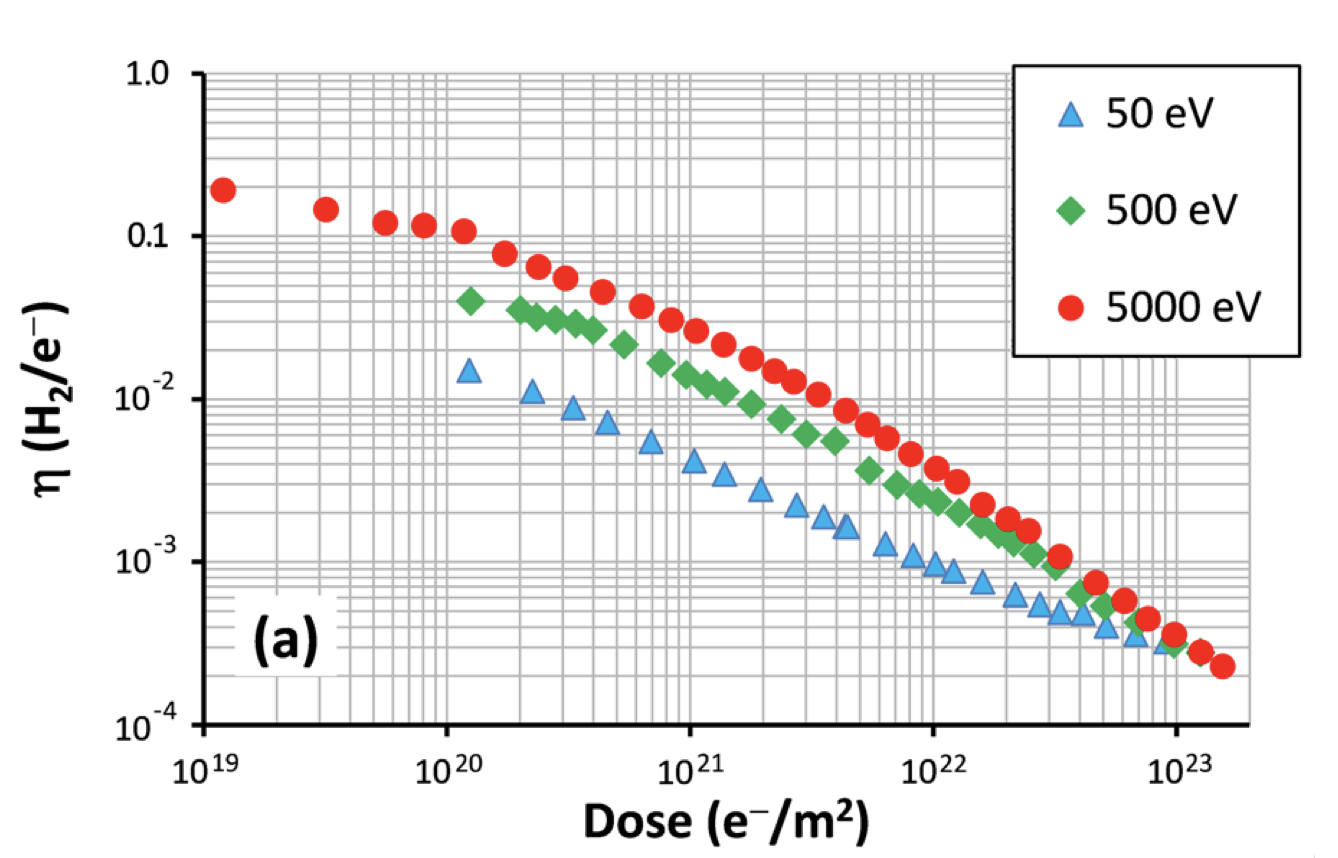 1.0
0.1
10⁻²
10⁻³
10⁻⁴
η (H₂/e⁻)
(a)
50 eV
500 eV
5000 eV
10¹⁹ 10²⁰ 10²¹ 10²² 10²³
Dose (e⁻/m²)